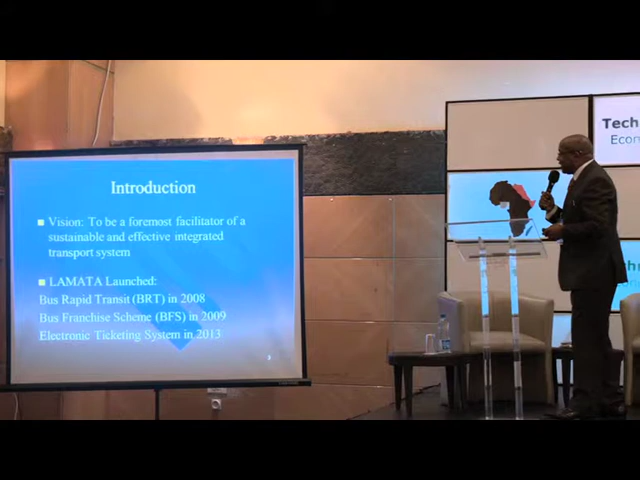 Introduction
Vision: To be a foremost facilitator of a
sustainable and effective integrated
transport system
LAMATA Launched:
Bus Rapid Transit (BRT) in 2008
Bus Franchise Scheme (BFS) in 2009
Electronic Ticketing System in 2013
Tech
Econ